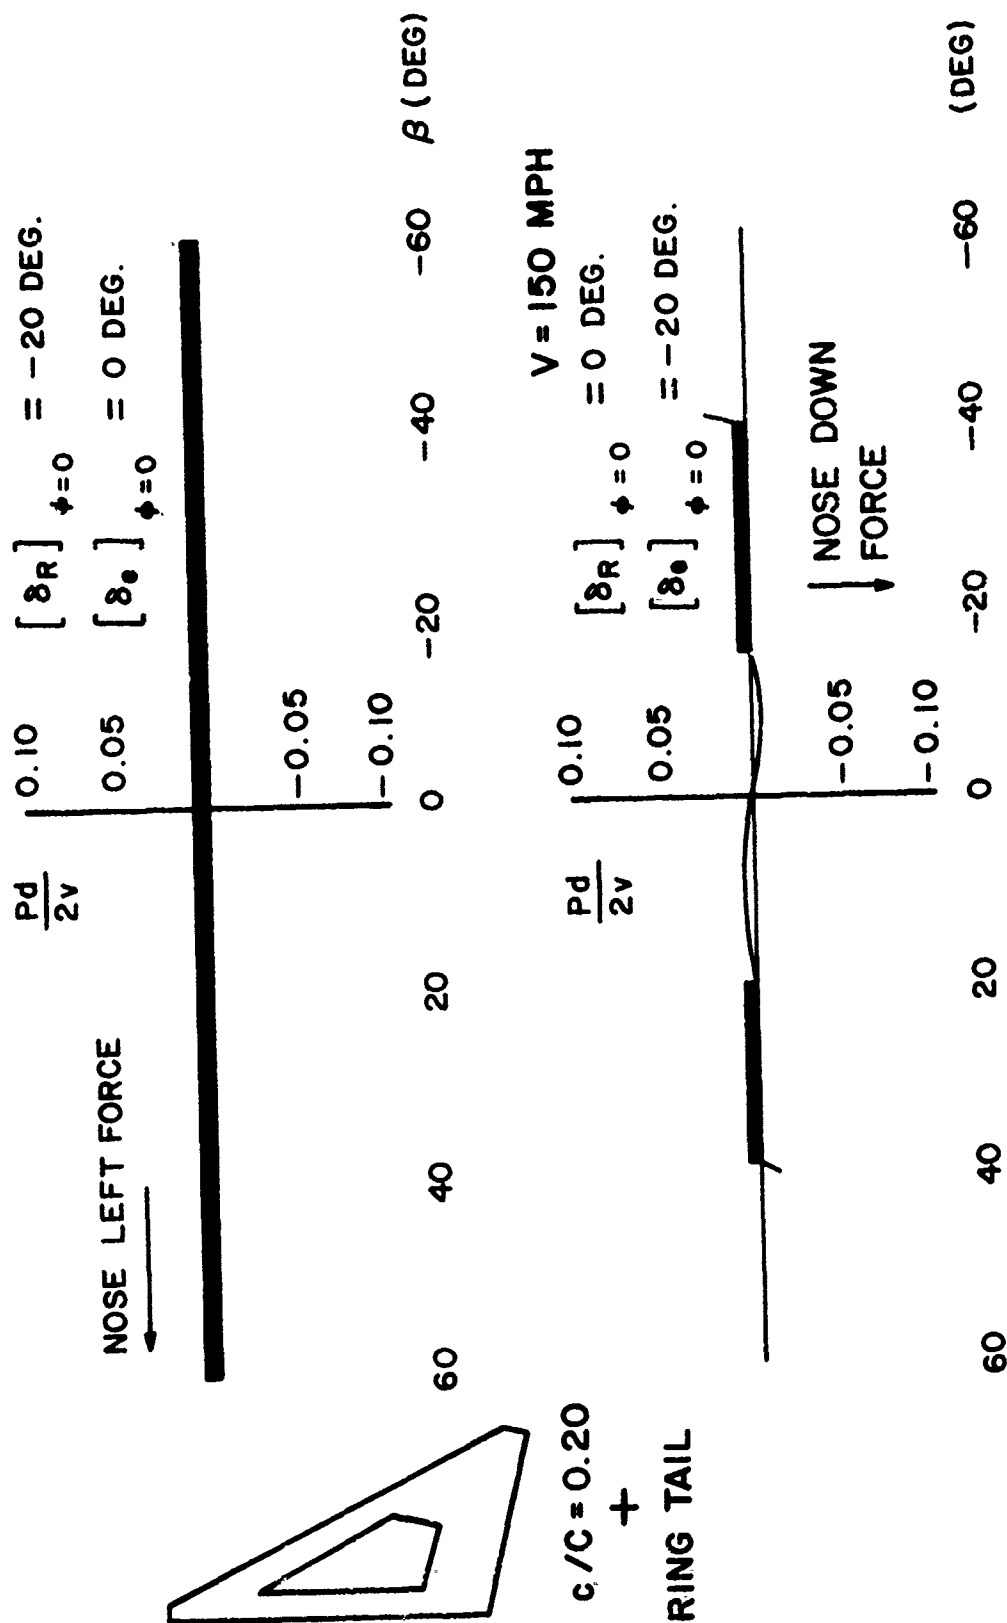 Pd
2v
0.10
0.05
-0.05
-0.10
[δR] ϕ=0 = -20 DEG.
[δe] ϕ=0 = 0 DEG.
NOSE LEFT FORCE
60 40 20 0 -20 -40 -60 β (DEG)
V = 150 MPH
Pd
2v
0.10
0.05
-0.05
-0.10
[δR] ϕ=0 = 0 DEG.
[δe] ϕ=0 = -20 DEG.
NOSE DOWN
FORCE
60 40 20 0 -20 -40 -60 (DEG)
c/C = 0.20
+
RING TAIL